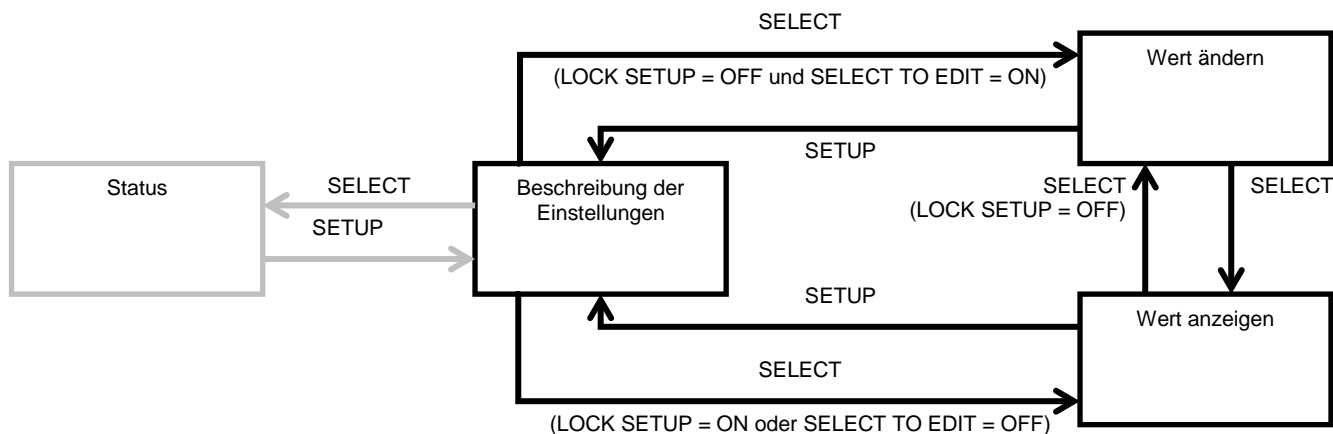 SELECT
Wert ändern
(LOCK SETUP = OFF und SELECT TO EDIT = ON)
SETUP
Status
SELECT
SETUP
Beschreibung der
Einstellungen
SELECT
(LOCK SETUP = OFF)
SELECT
SETUP
Wert anzeigen
SELECT
(LOCK SETUP = ON oder SELECT TO EDIT = OFF)